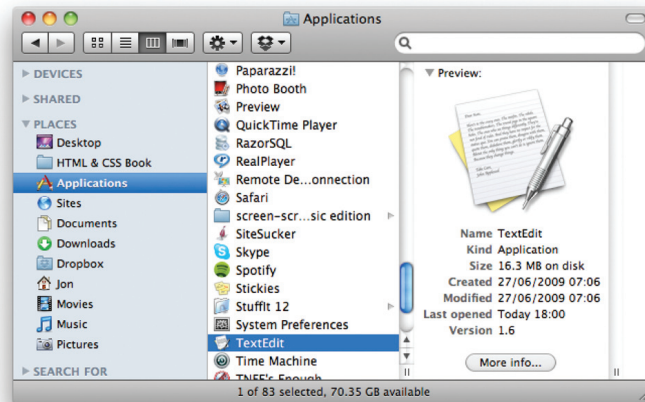 Applications
DEVICES
SHARED
PLACES
Desktop
HTML & CSS Book
Applications
Sites
Documents
Downloads
Dropbox
Jon
Movies
Music
Pictures
SEARCH FOR
Paparazzi!
Photo Booth
Preview
QuickTime Player
RazorSQL
RealPlayer
Remote De...onnection
Safari
screen-scr...sic edition
SiteSucker
Skype
Spotify
Stickies
StuffIt 12
System Preferences
TextEdit
Time Machine
TNEF's Enough
Preview:
Name TextEdit
Kind Application
Size 16.3 MB on disk
Created 27/06/2009 07:06
Modified 27/06/2009 07:06
Last opened Today 18:00
Version 1.6
More info...
1 of 83 selected, 70.35 GB available